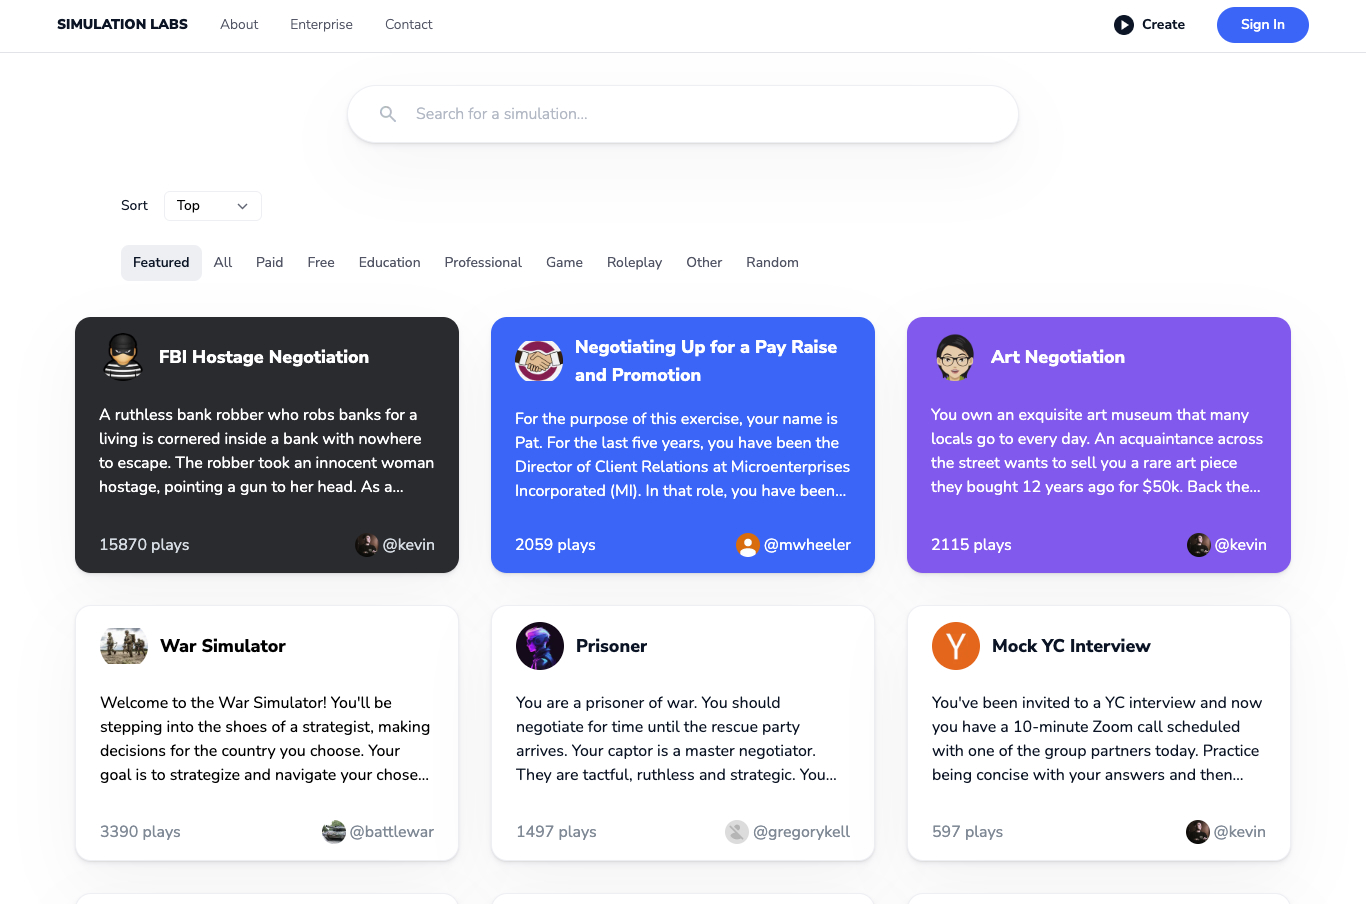 SIMULATION LABS About Enterprise Contact Create Sign In
Search for a simulation...
Sort Top
Featured All Paid Free Education Professional Game Roleplay Other Random
FBI Hostage Negotiation
A ruthless bank robber who robs banks for a
living is cornered inside a bank with nowhere
to escape. The robber took an innocent woman
hostage, pointing a gun to her head. As a...
15870 plays @kevin
Negotiating Up for a Pay Raise
and Promotion
For the purpose of this exercise, your name is
Pat. For the last five years, you have been the
Director of Client Relations at Microenterprises
Incorporated (MI). In that role, you have been...
2059 plays @mwheeler
Art Negotiation
You own an exquisite art museum that many
locals go to every day. An acquaintance across
the street wants to sell you a rare art piece
they bought 12 years ago for $50k. Back the...
2115 plays @kevin
War Simulator
Welcome to the War Simulator! You'll be
stepping into the shoes of a strategist, making
decisions for the country you choose. Your
goal is to strategize and navigate your chose...
3390 plays @battlewar
Prisoner
You are a prisoner of war. You should
negotiate for time until the rescue party
arrives. Your captor is a master negotiator.
They are tactful, ruthless and strategic. You...
1497 plays @gregorykell
Y
Mock YC Interview
You've been invited to a YC interview and now
you have a 10-minute Zoom call scheduled
with one of the group partners today. Practice
being concise with your answers and then...
597 plays @kevin